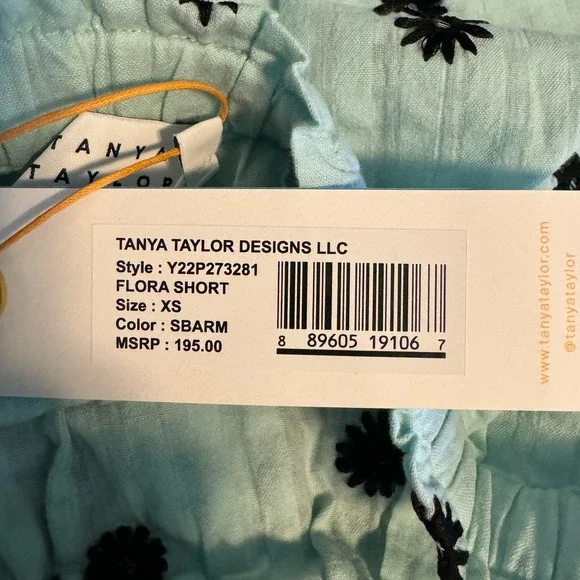 TANYA
TAYLOR
TANYA TAYLOR DESIGNS LLC
Style : Y22P273281
FLORA SHORT
Size : XS
Color : SBARM
MSRP : 195.00
8 89605 19106 7
www.tanyataylor.com
@tanyataylor